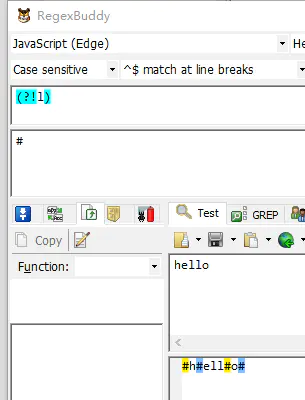 RegexBuddy
JavaScript (Edge)
He
Case sensitive
^$ match at line breaks
(?!l)
#
Test
GREP
Copy
Function:
hello
#h#ell#o#